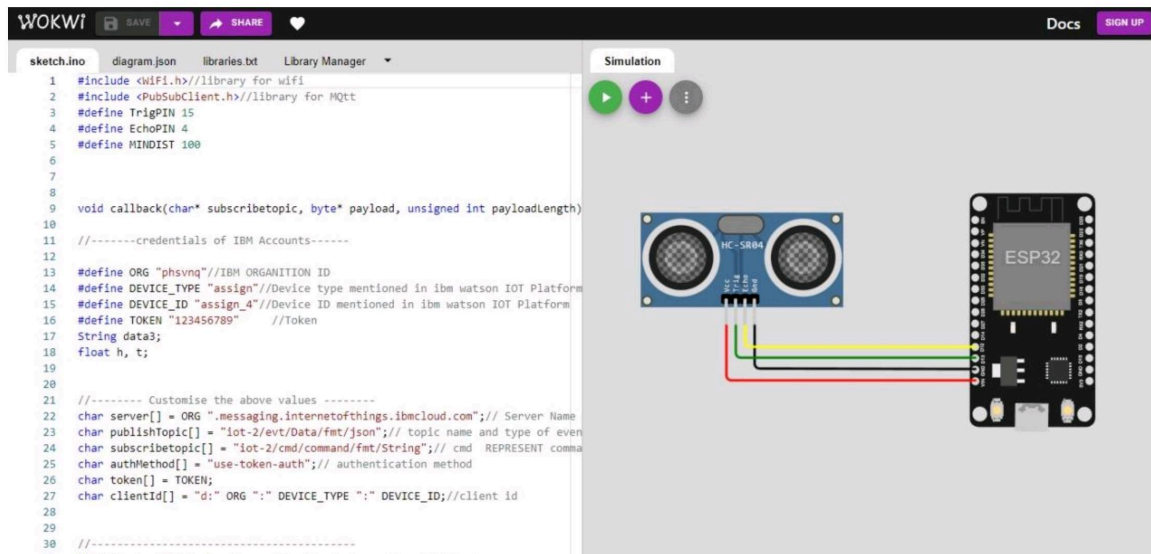 WOKWI SAVE SHARE Docs SIGN UP
sketch.ino diagram.json libraries.txt Library Manager Simulation
1 #include <WiFi.h>//library for wifi
2 #include <PubSubClient.h>//library for MQtt
3 #define TrigPIN 15
4 #define EchoPIN 4
5 #define MINDIST 100
6
7
8
9 void callback(char* subscribetopic, byte* payload, unsigned int payloadLength)
10
11 //-------credentials of IBM Accounts------
12
13 #define ORG "phsvnq"//IBM ORGANITION ID
14 #define DEVICE_TYPE "assign"//Device type mentioned in ibm watson IOT Platform
15 #define DEVICE_ID "assign_4"//Device ID mentioned in ibm watson IOT Platform
16 #define TOKEN "123456789" //Token
17 String data3;
18 float h, t;
19
20
21 //-------- Customise the above values --------
22 char server[] = ORG ".messaging.internetofthings.ibmcloud.com";// Server Name
23 char publishTopic[] = "iot-2/evt/Data/fmt/json";// topic name and type of even
24 char subscribetopic[] = "iot-2/cmd/command/fmt/String";// cmd REPRESENT comma
25 char authMethod[] = "use-token-auth";// authentication method
26 char token[] = TOKEN;
27 char clientId[] = "d:" ORG ":" DEVICE_TYPE ":" DEVICE_ID;//client id
28
29
30 //-----------------------------------------
HC-SR04
Vcc
Trig
Echo
Gnd
ESP32